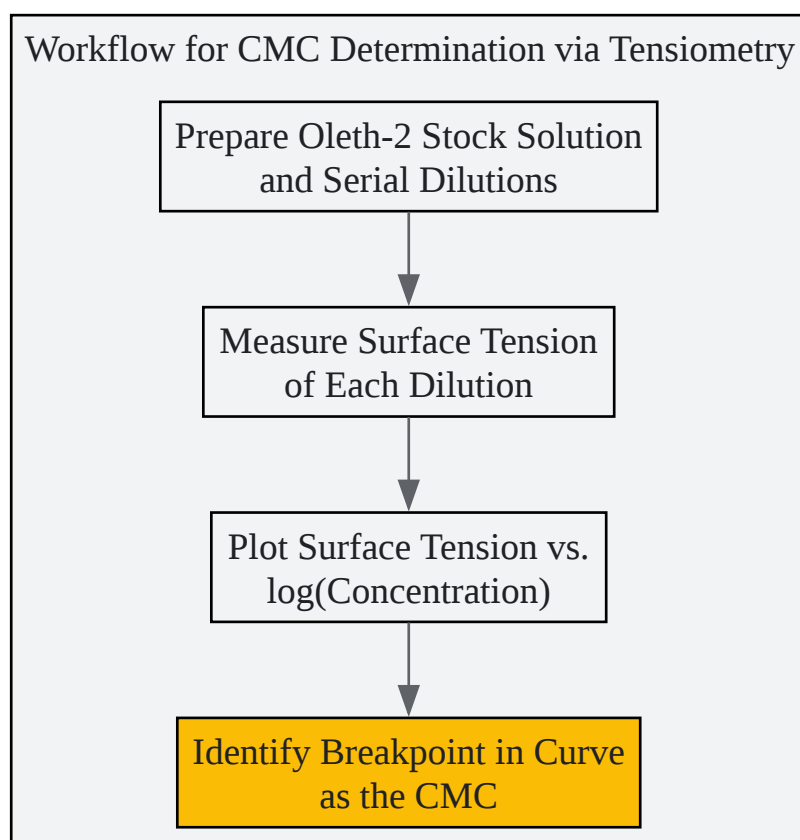 Workflow for CMC Determination via Tensiometry
Prepare Oleth-2 Stock Solution
and Serial Dilutions
Measure Surface Tension
of Each Dilution
Plot Surface Tension vs.
log(Concentration)
Identify Breakpoint in Curve
as the CMC